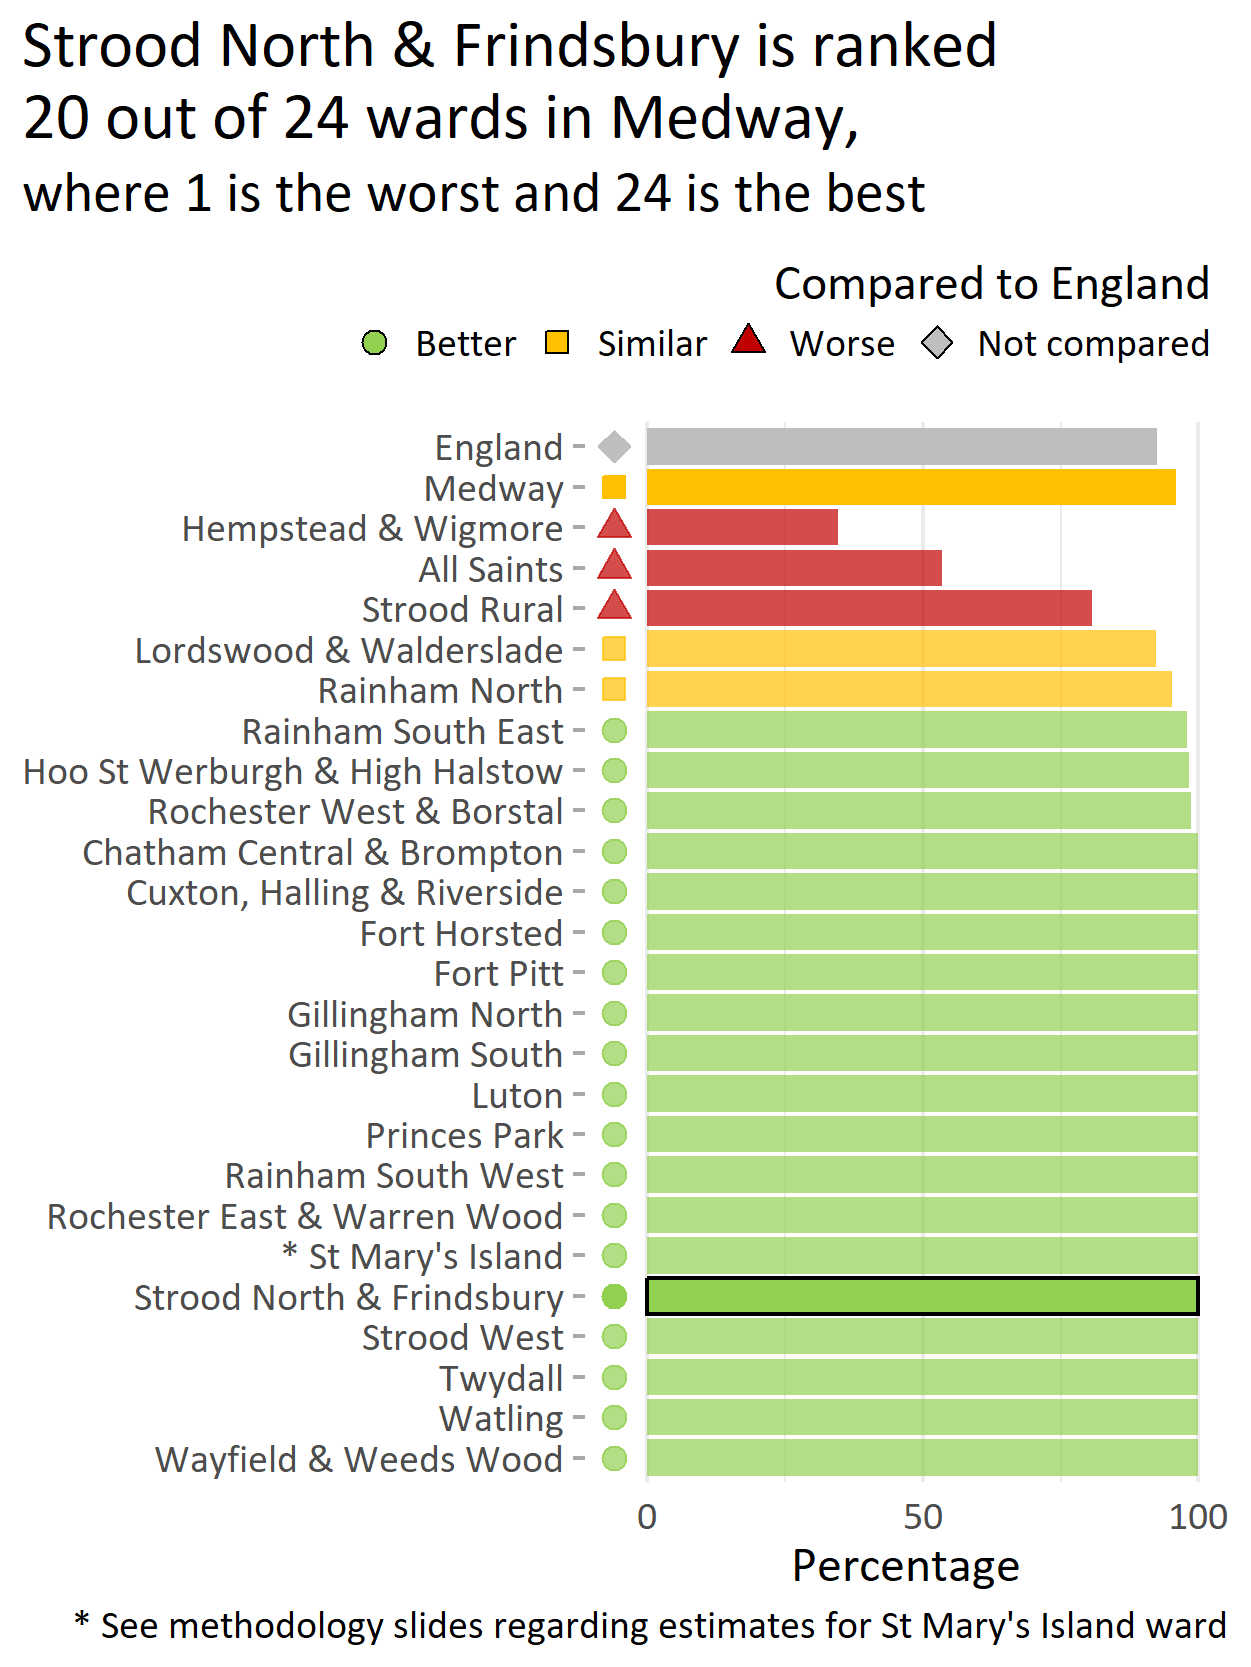 Strood North & Frindsbury is ranked
20 out of 24 wards in Medway,
where 1 is the worst and 24 is the best
Compared to England
Better Similar Worse Not compared
England
Medway
Hempstead & Wigmore
All Saints
Strood Rural
Lordswood & Walderslade
Rainham North
Rainham South East
Hoo St Werburgh & High Halstow
Rochester West & Borstal
Chatham Central & Brompton
Cuxton, Halling & Riverside
Fort Horsted
Fort Pitt
Gillingham North
Gillingham South
Luton
Princes Park
Rainham South West
Rochester East & Warren Wood
* St Mary's Island
Strood North & Frindsbury
Strood West
Twydall
Watling
Wayfield & Weeds Wood
0 50 100
Percentage
* See methodology slides regarding estimates for St Mary's Island ward